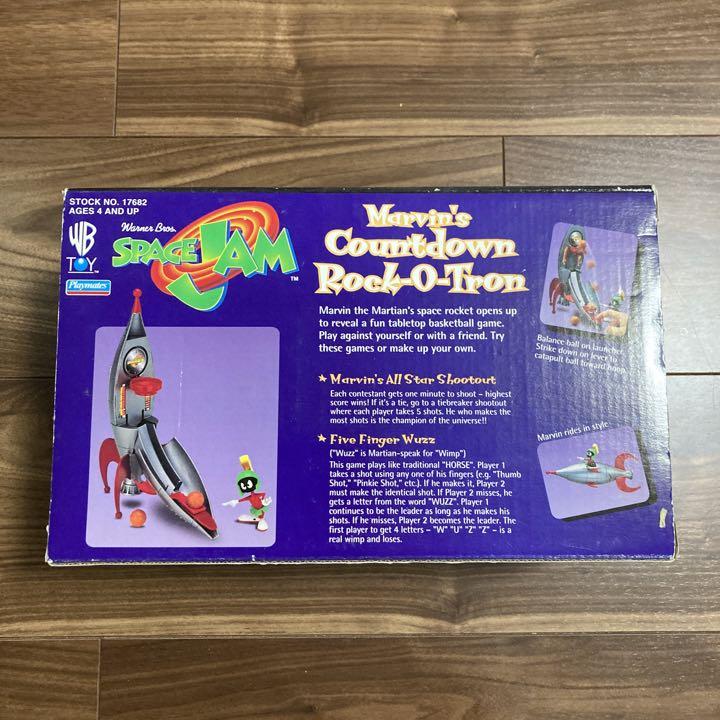 STOCK NO. 17682
AGES 4 AND UP
WB
TOY™
Playmates
Warner Bros.
SPACE JAM™
Marvin's
Countdown
Rock-O-Tron
Marvin the Martian's space rocket opens up
to reveal a fun tabletop basketball game.
Play against yourself or with a friend. Try
these games or make up your own.
★ Marvin's All Star Shootout
Each contestant gets one minute to shoot – highest
score wins! If it's a tie, go to a tiebreaker shootout
where each player takes 5 shots. He who makes the
most shots is the champion of the universe!!
★ Five Finger Wuzz
("Wuzz" is Martian-speak for "Wimp")
This game plays like traditional "HORSE". Player 1
takes a shot using any one of his fingers (e.g. "Thumb
Shot," "Pinkie Shot," etc.). If he makes it, Player 2
must make the identical shot. If Player 2 misses, he
gets a letter from the word "WUZZ". Player 1
continues to be the leader as long as he makes his
shots. If he misses, Player 2 becomes the leader. The
first player to get 4 letters – "W" "U" "Z" "Z" – is a
real wimp and loses.
Balance ball on launcher
Strike down on lever to
catapult ball toward hoop
Marvin rides in style